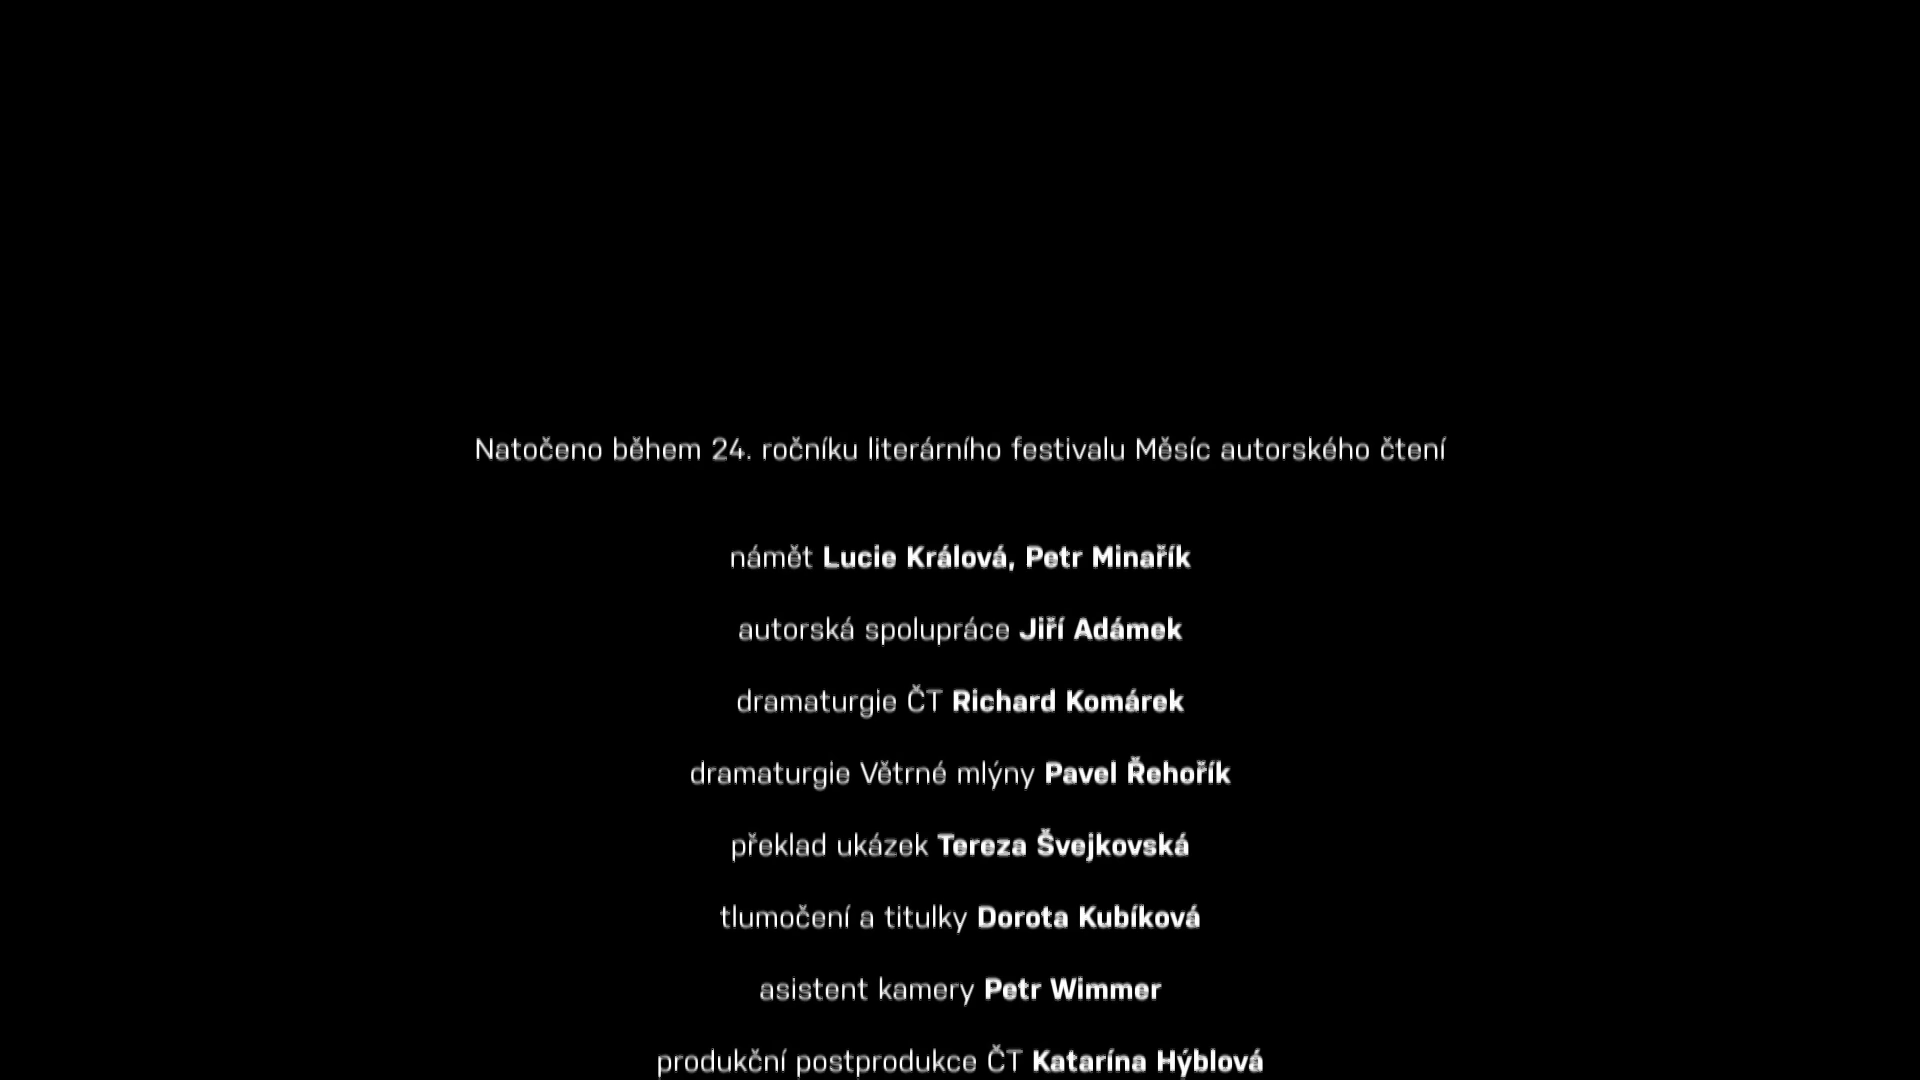 Natočeno během 24. ročníku literárního festivalu Měsíc autorského čtení
námět Lucie Králová, Petr Minařík
autorská spolupráce Jiří Adámek
dramaturgie ČT Richard Komárek
dramaturgie Větrné mlýny Pavel Řehořík
překlad ukázek Tereza Švejkovská
tlumočení a titulky Dorota Kubíková
asistent kamery Petr Wimmer
produkční postprodukce ČT Katarína Hýblová